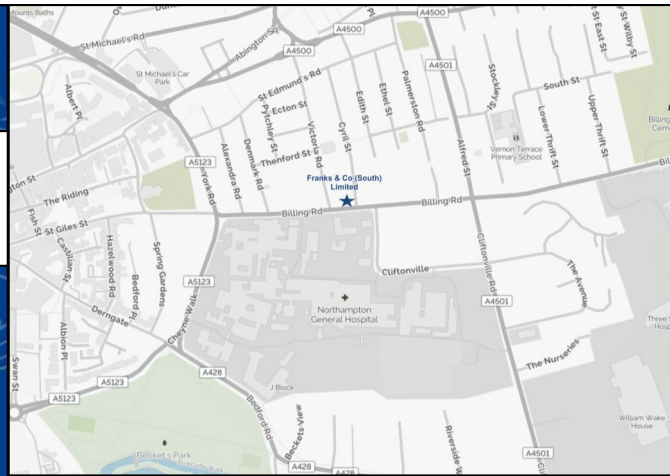 Mounts Baths
A4500
A4500
A4500
St Michael's Rd
Abington Sq
St Michael's Car
Park
Albert Pl
A4501
St Edmund's Rd
Ecton St
Pytchley St
Edith St
Ethel St
Palmerston Rd
Stockley St
South St
St East St
y St Wilby
Victoria Rd
Cyril St
Denmark Rd
Thenford St
Alexandra Rd
A5123
York Rd
Alfred St
Vernon Terrace
Primary School
Lower Thrift St
Upper Thrift St
Billing
Franks & Co (South)
Limited
Billing Rd
Billing Rd
The Riding
St Giles St
Fish St
Castilian St
Hazelwood Rd
Bedford Pl
Spring Gardens
Derngate
Albion Pl
A5123
Cheyne Walk
Cliftonville
Northampton
General Hospital
Cliftonville Rd
A4501
The Avenue
The Nurseries
William Wake
House
Swan St
A5123
A5123
A428
J Block
Bedford Rd
Becket's Park
Riverside Walk
Beckets View
A428
A428
Riverside W
A4501